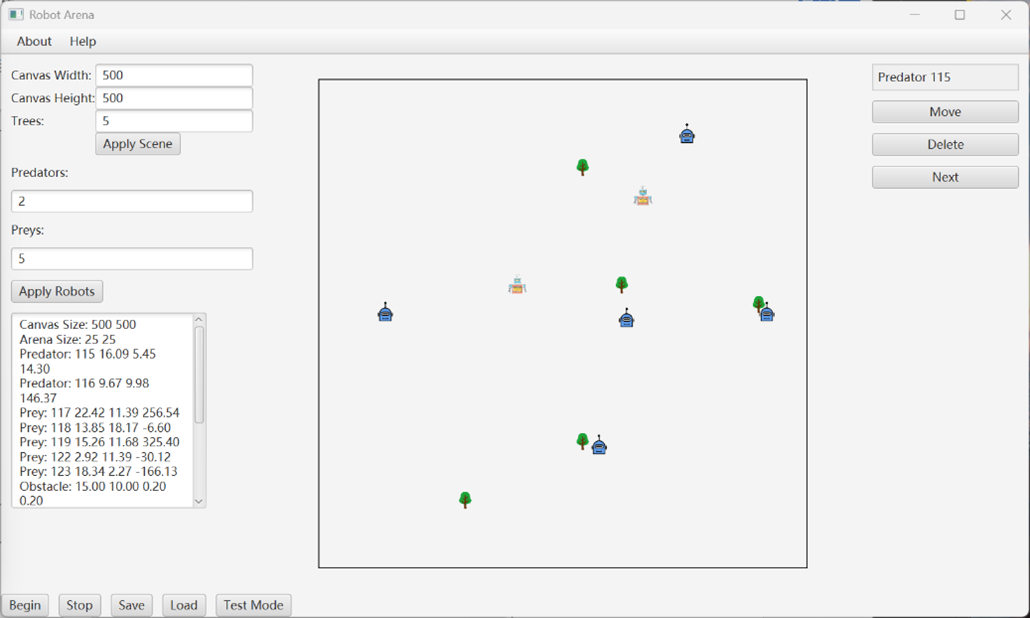 Robot Arena
About Help
Canvas Width: 500
Canvas Height: 500
Trees: 5
Apply Scene
Predators:
2
Preys:
5
Apply Robots
Canvas Size: 500 500
Arena Size: 25 25
Predator: 115 16.09 5.45
14.30
Predator: 116 9.67 9.98
146.37
Prey: 117 22.42 11.39 256.54
Prey: 118 13.85 18.17 -6.60
Prey: 119 15.26 11.68 325.40
Prey: 122 2.92 11.39 -30.12
Prey: 123 18.34 2.27 -166.13
Obstacle: 15.00 10.00 0.20
0.20
Predator 115
Move
Delete
Next
Begin Stop Save Load Test Mode